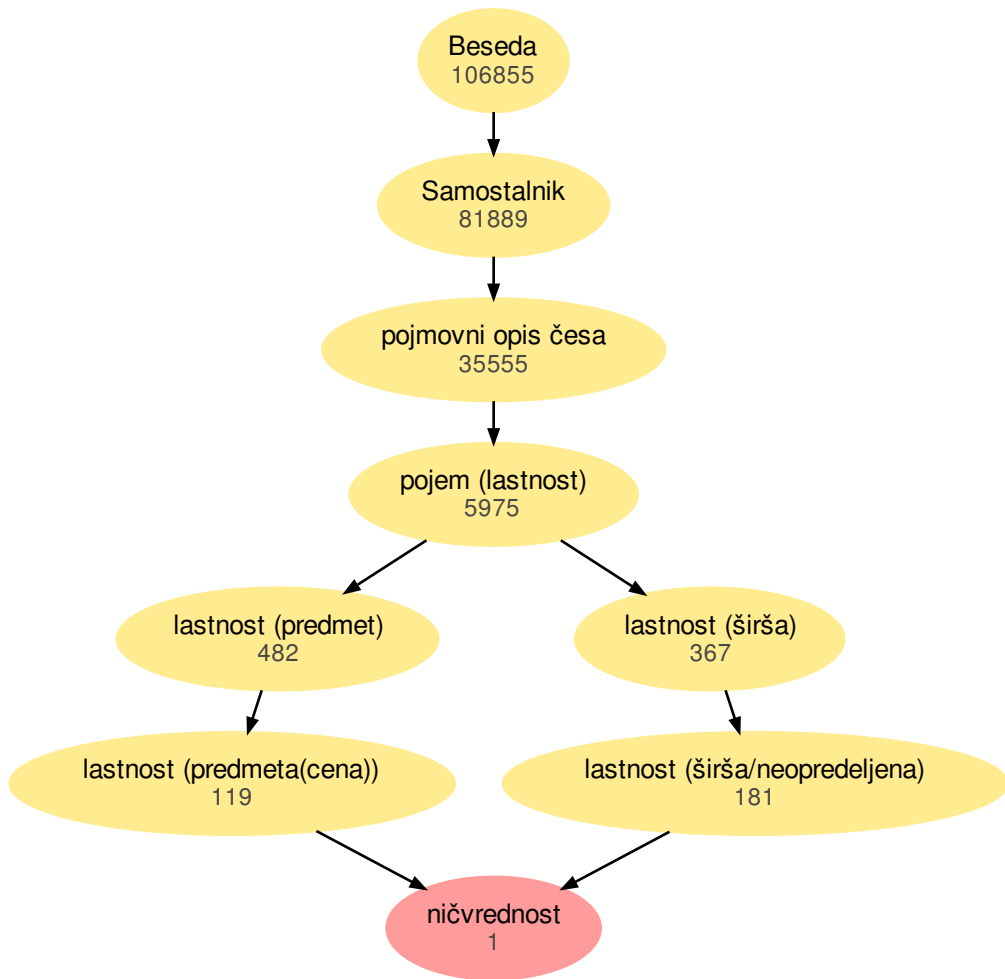 Beseda
106855
Samostalnik
81889
pojmovni opis česa
35555
pojem (lastnost)
5975
lastnost (predmet)
482
lastnost (širša)
367
lastnost (predmeta(cena))
119
lastnost (širša/neopredeljena)
181
ničvrednost
1